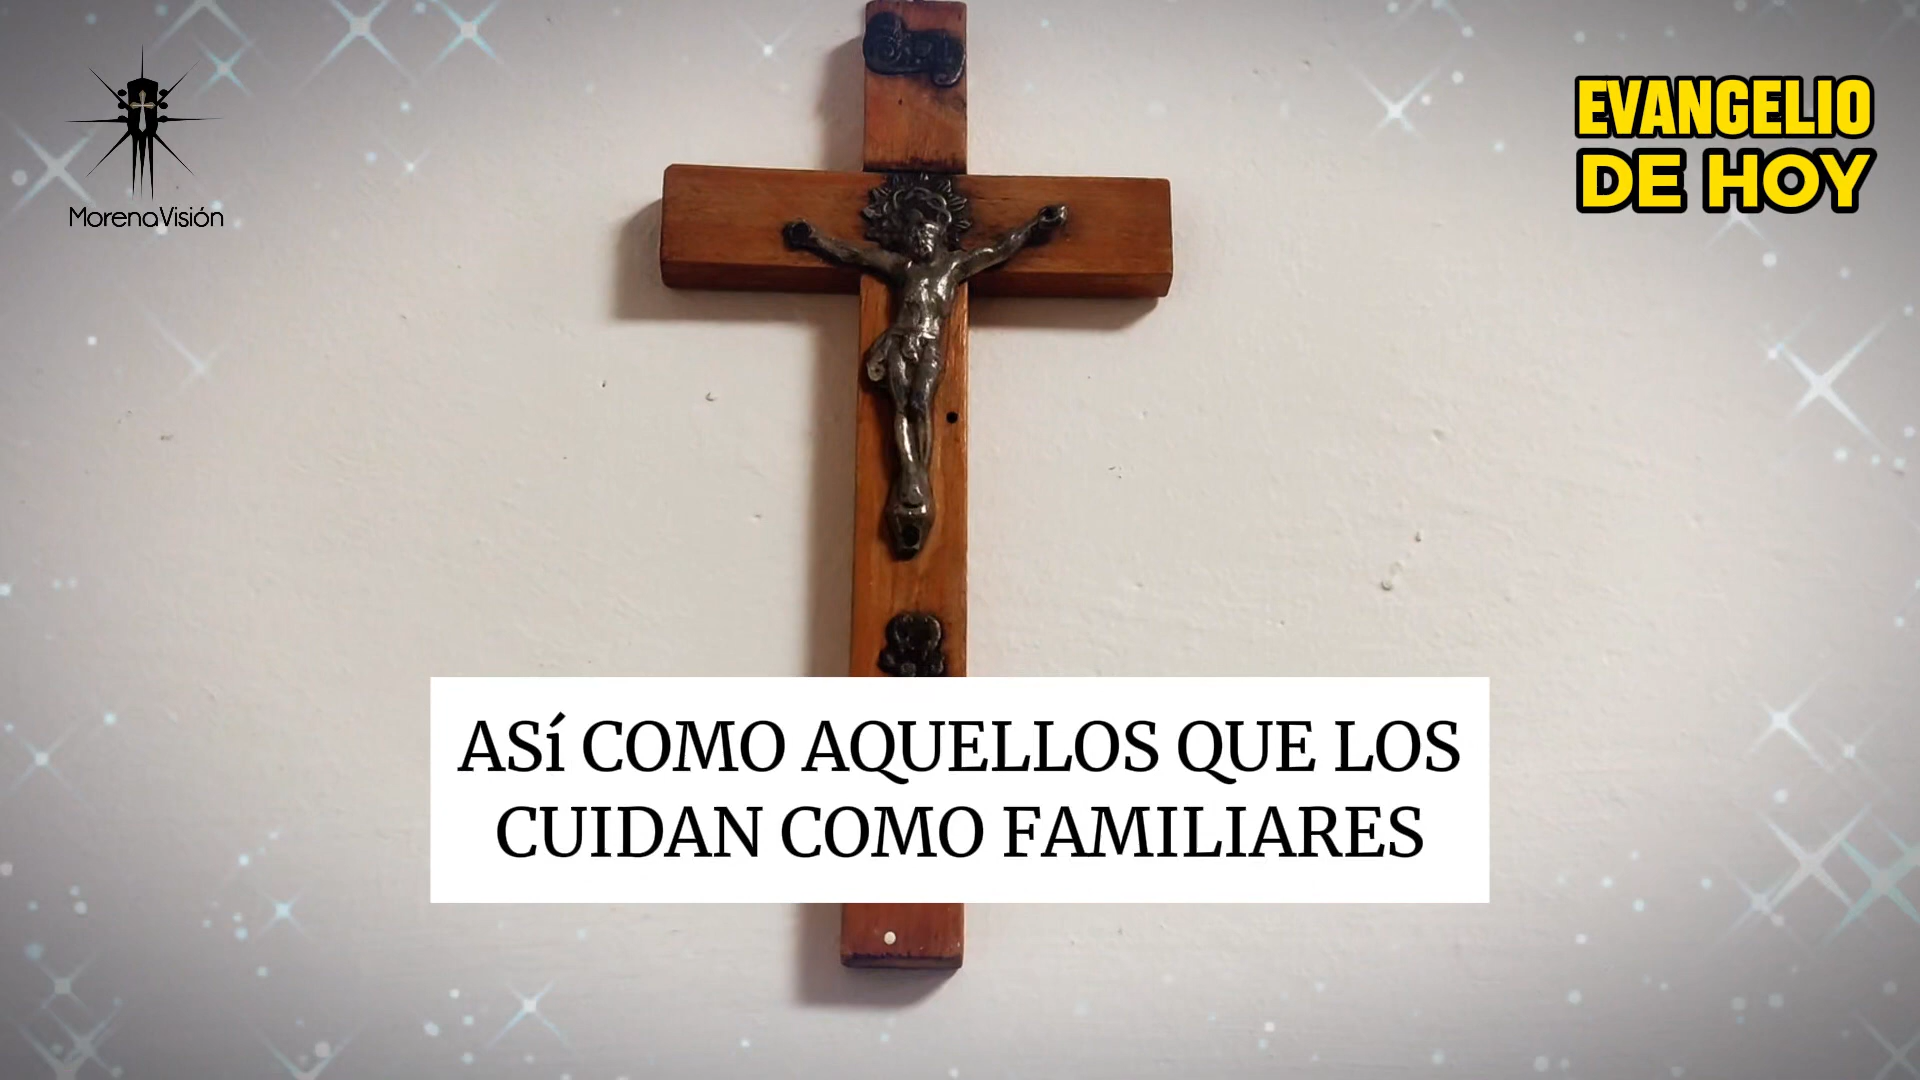 MorenaVisión
EVANGELIO
DE HOY
ASí COMO AQUELLOS QUE LOS
CUIDAN COMO FAMILIARES